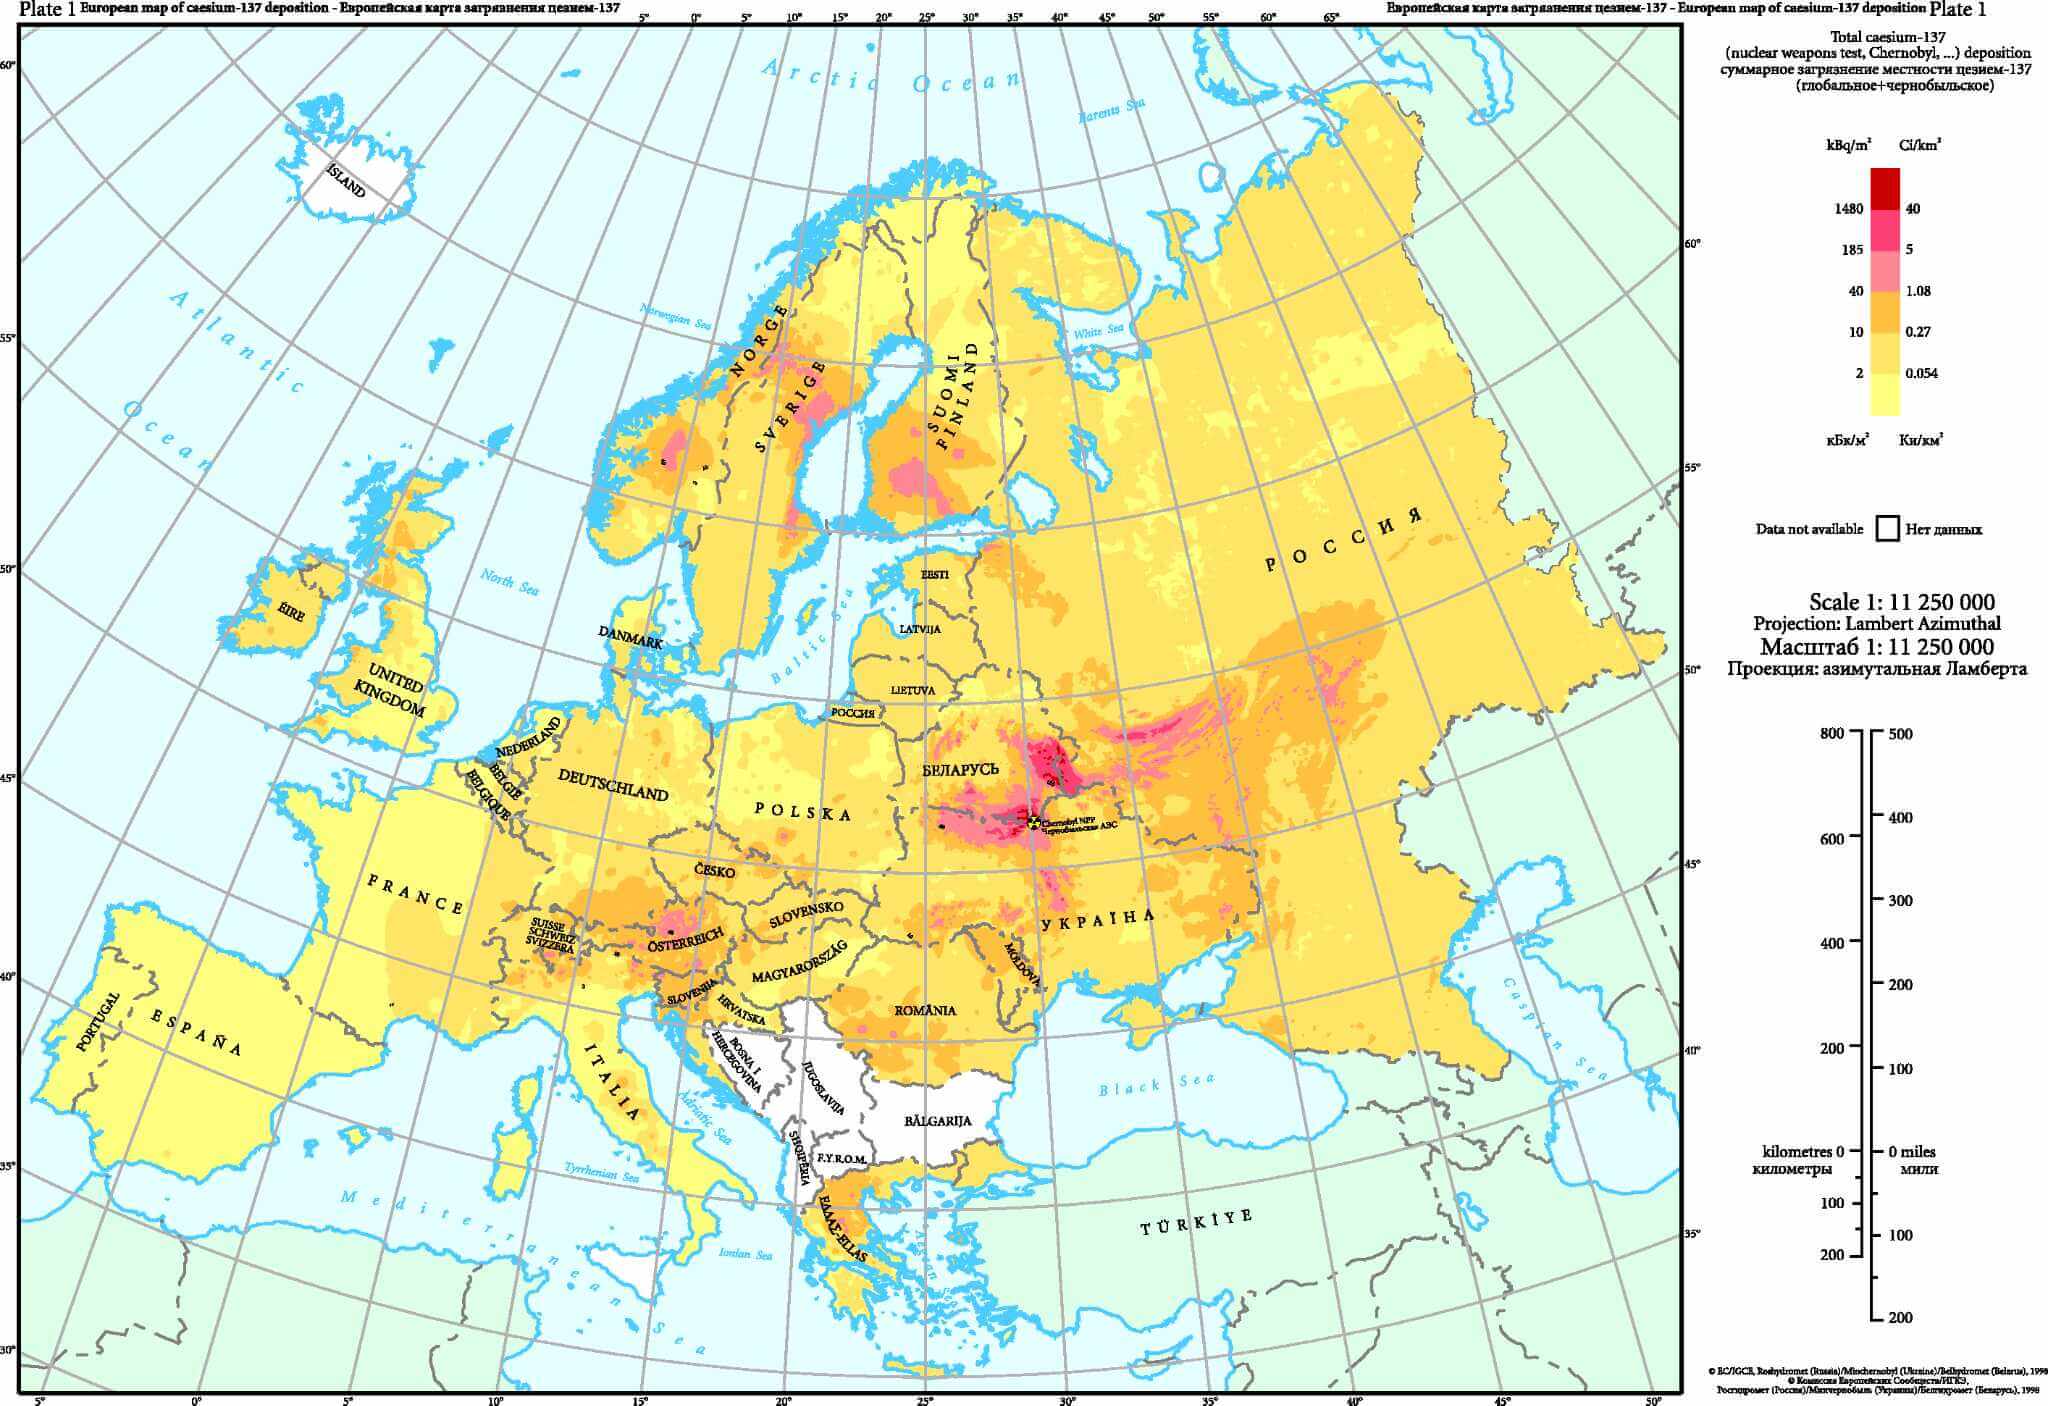 Plate 1 European map of caesium-137 deposition - Европейская карта загрязнения цезием-137
Европейская карта загрязнения цезием-137 - European map of caesium-137 deposition Plate 1
5° 0° 5° 10° 15° 20° 25° 30° 35° 40° 45° 50° 55° 60° 65°
60°
55°
50°
45°
40°
35°
30°
Arctic Ocean
Barents Sea
ÍSLAND
Atlantic
Ocean
Norwegian Sea
White Sea
NORGE
SVERIGE
SUOMI
FINLAND
РОССИЯ
North Sea
Baltic Sea
EESTI
LATVIJA
LIETUVA
РОССИЯ
ÉIRE
UNITED
KINGDOM
DANMARK
NEDERLAND
BELGIË
BELGIQUE
DEUTSCHLAND
POLSKA
БЕЛАРУСЬ
Chernobyl NPP
Чернобыльская АЭС
FRANCE
ČESKO
SLOVENSKO
УКРАЇНА
SUISSE
SCHWEIZ
SVIZZERA
ÖSTERREICH
MAGYARORSZÁG
MOLDOVA
SLOVENIJA
HRVATSKA
ROMÂNIA
PORTUGAL
ESPAÑA
ITALIA
BOSNA I
HERCEGOVINA
JUGOSLAVIJA
BĂLGARIJA
Black Sea
Caspian Sea
Adriatic Sea
SHQIPËRIA
F.Y.R.O.M.
Tyrrhenian Sea
Mediterranean Sea
Ionian Sea
ΕΛΛΑΣ-ELLAS
Aegean Sea
TÜRKİYE
60°
55°
50°
45°
40°
35°
5° 0° 5° 10° 15° 20° 25° 30° 35° 40° 45° 50°
Total caesium-137
(nuclear weapons test, Chernobyl, ...) deposition
суммарное загрязнение местности цезием-137
(глобальное+чернобыльское)
kBq/m² Ci/km²
1480 40
185 5
40 1.08
10 0.27
2 0.054
кБк/м² Ки/км²
Data not available Нет данных
Scale 1: 11 250 000
Projection: Lambert Azimuthal
Масштаб 1: 11 250 000
Проекция: азимутальная Ламберта
800 500
600 400
400 300
200 200
100
kilometres 0 0 miles
километры мили
100 100
200 200
© EC/IGCE, Roshydromet (Russia)/Minchernobyl (Ukraine)/Belhydromet (Belarus), 1998
© Комиссия Европейских Сообществ/ИГКЭ,
Росгидромет (Россия)/Минчернобыль (Украина)/Белгидромет (Беларусь), 1998